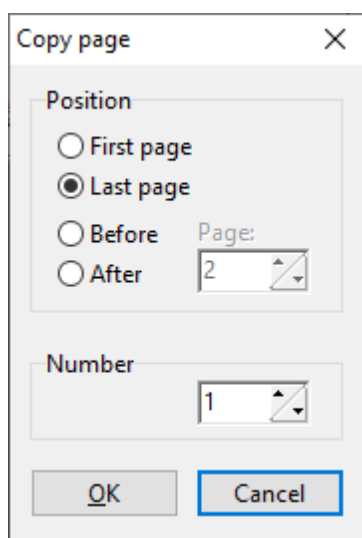 Copy page
Position
First page
Last page
Before Page:
After 2
Number
1
OK Cancel